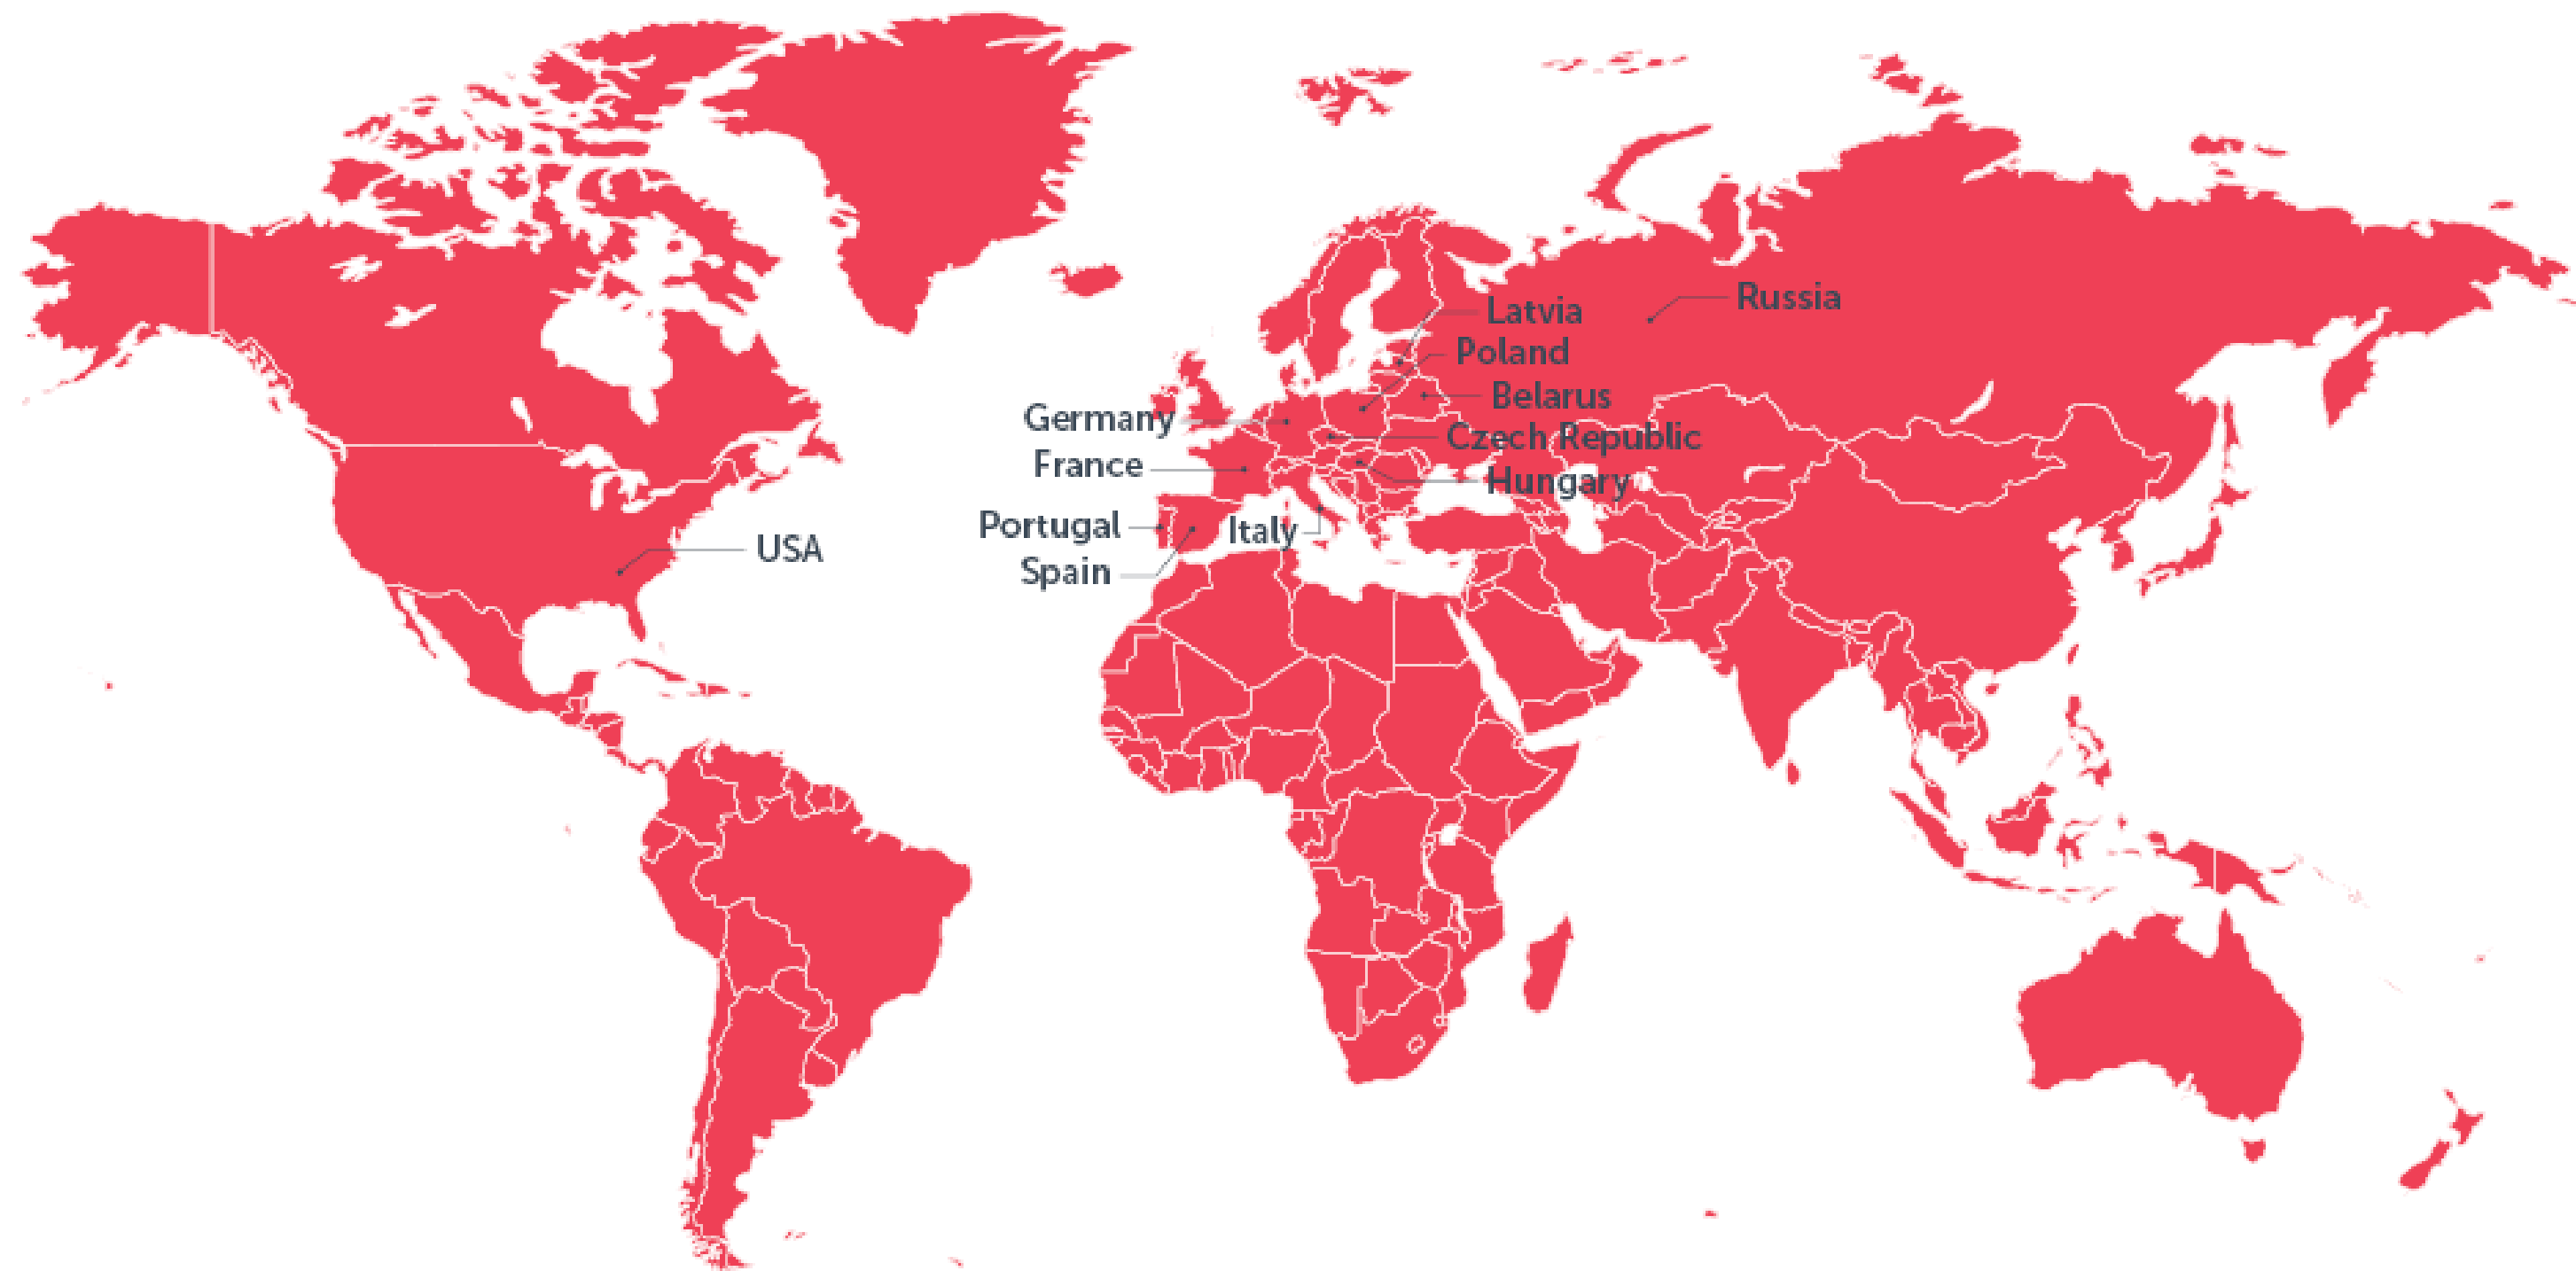 Russia
Latvia
Poland
Belarus
Germany
Czech Republic
France
Hungary
Portugal
Italy
USA
Spain